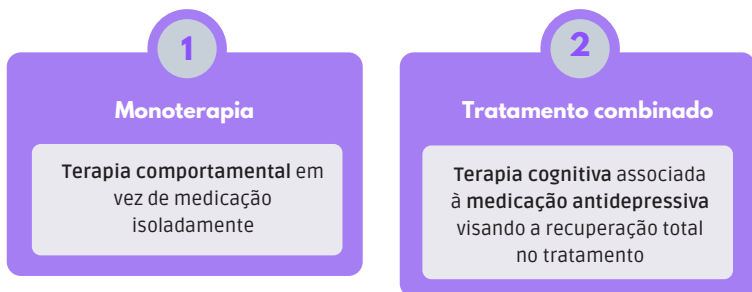 1
Monoterapia
Terapia comportamental em
vez de medicação
isoladamente
2
Tratamento combinado
Terapia cognitiva associada
à medicação antidepressiva
visando a recuperação total
no tratamento